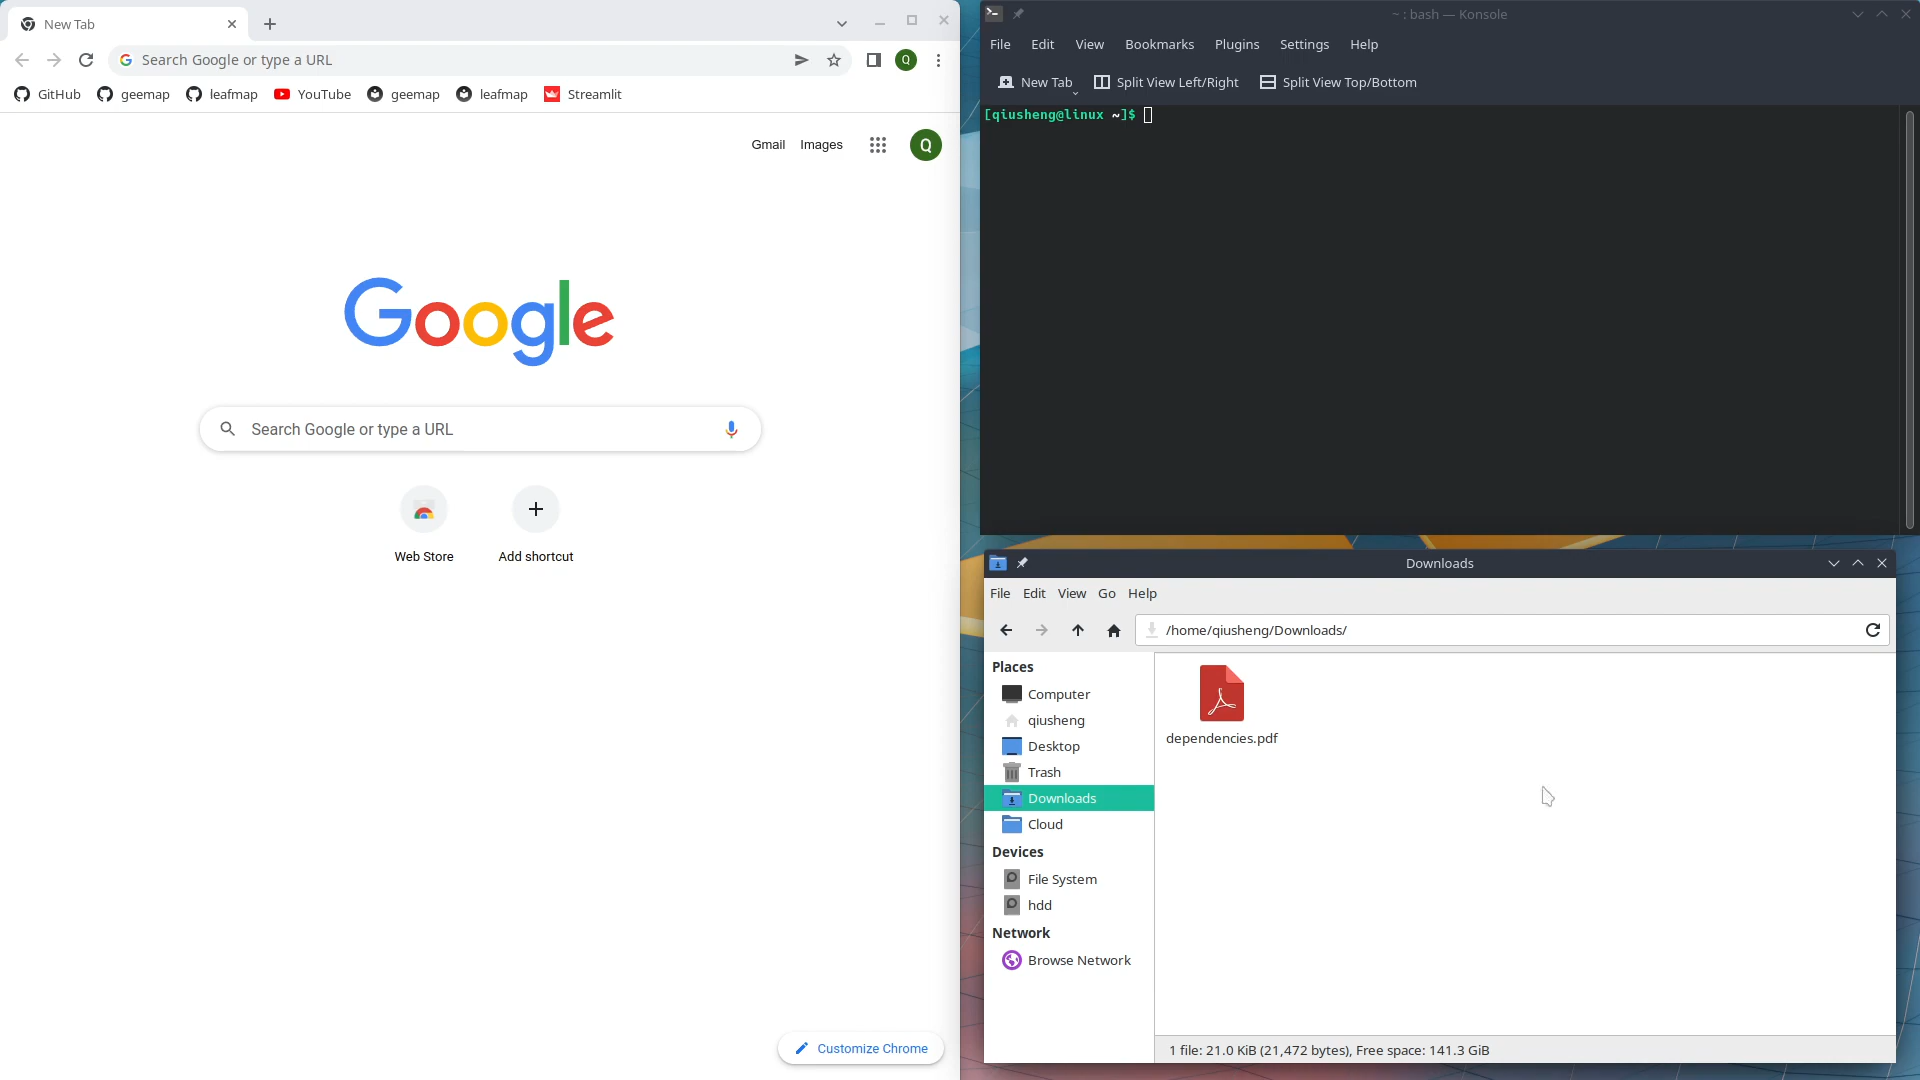 New Tab
Search Google or type a URL
Q
GitHub geemap leafmap YouTube geemap leafmap Streamlit
Gmail Images Q
Google
Search Google or type a URL
Web Store Add shortcut
Customize Chrome
~ : bash — Konsole
File Edit View Bookmarks Plugins Settings Help
New Tab Split View Left/Right Split View Top/Bottom
[qiusheng@linux ~]$
Downloads
File Edit View Go Help
/home/qiusheng/Downloads/
Places
Computer
qiusheng
Desktop
Trash
Downloads
Cloud
Devices
File System
hdd
Network
Browse Network
dependencies.pdf
1 file: 21.0 KiB (21,472 bytes), Free space: 141.3 GiB